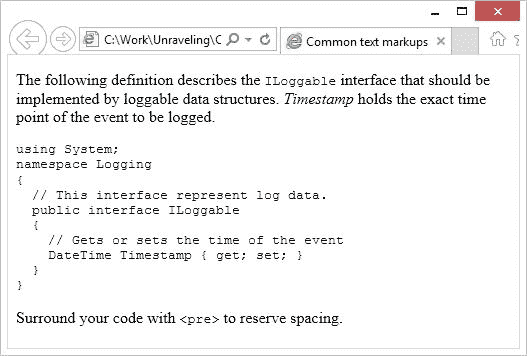 C:\Work\Unraveling\C
Common text markups
The following definition describes the ILoggable interface that should be
implemented by loggable data structures. Timestamp holds the exact time
point of the event to be logged.
using System;
namespace Logging
{
  // This interface represent log data.
  public interface ILoggable
  {
    // Gets or sets the time of the event
    DateTime Timestamp { get; set; }
  }
}
Surround your code with <pre> to reserve spacing.